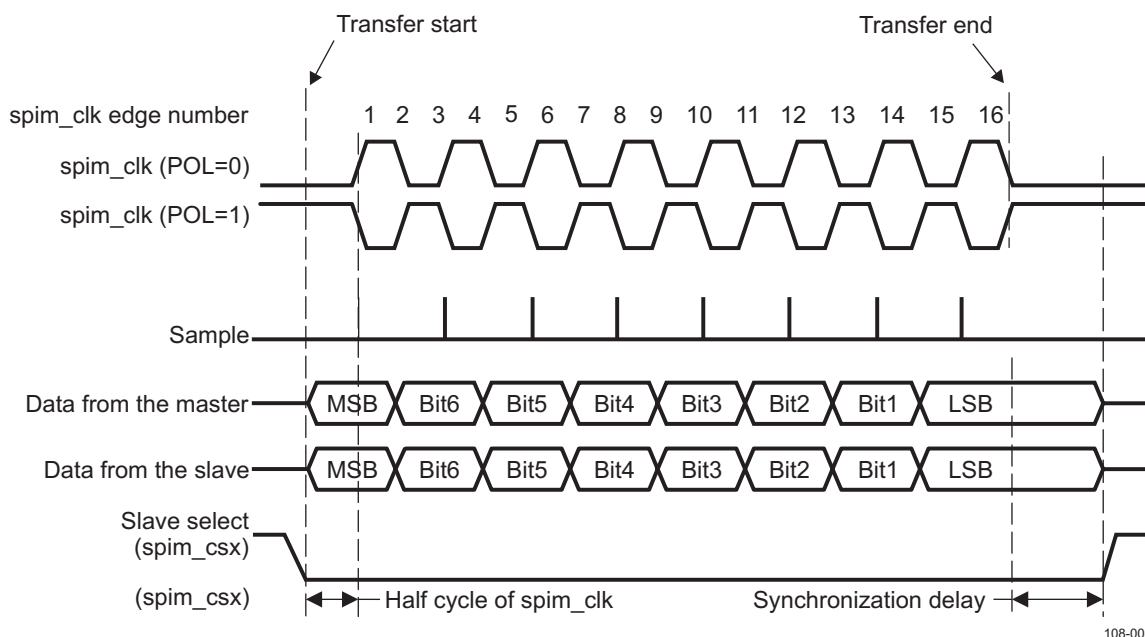 Transfer start
Transfer end
spim_clk edge number 1 2 3 4 5 6 7 8 9 10 11 12 13 14 15 16
spim_clk (POL=0)
spim_clk (POL=1)
Sample
Data from the master MSB Bit6 Bit5 Bit4 Bit3 Bit2 Bit1 LSB
Data from the slave MSB Bit6 Bit5 Bit4 Bit3 Bit2 Bit1 LSB
Slave select
(spim_csx)
(spim_csx) Half cycle of spim_clk Synchronization delay
108-00